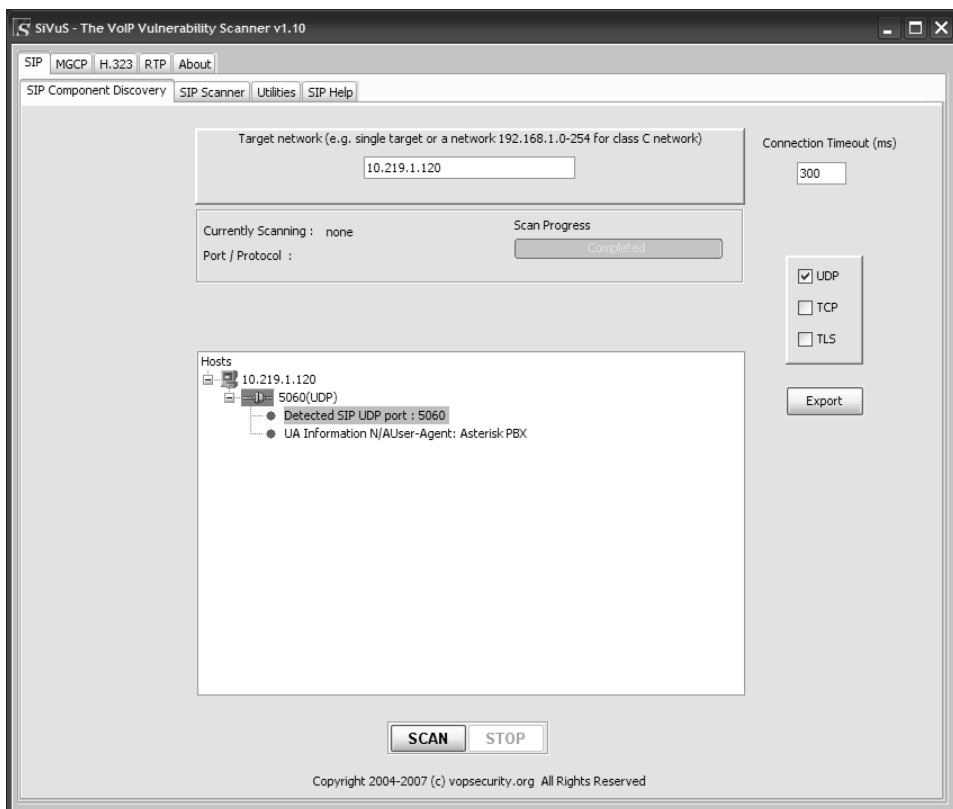 SiVuS - The VoIP Vulnerability Scanner v1.10
SIP MGCP H.323 RTP About
SIP Component Discovery SIP Scanner Utilities SIP Help
Target network (e.g. single target or a network 192.168.1.0-254 for class C network)
10.219.1.120
Connection Timeout (ms)
300
Currently Scanning : none
Port / Protocol :
Scan Progress
Completed
UDP
TCP
TLS
Export
Hosts
10.219.1.120
5060(UDP)
Detected SIP UDP port : 5060
UA Information N/AUser-Agent: Asterisk PBX
SCAN STOP
Copyright 2004-2007 (c) vopsecurity.org All Rights Reserved